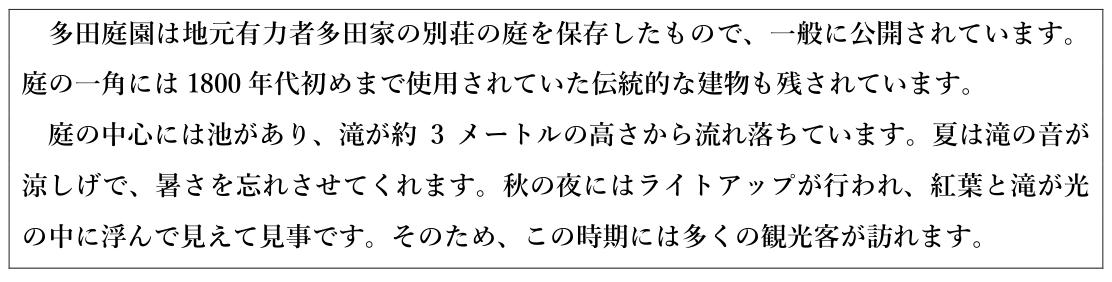 多田庭園は地元有力者多田家の別荘の庭を保存したもので、一般に公開されています。
庭の一角には 1800 年代初めまで使用されていた伝統的な建物も残されています。
庭の中心には池があり、滝が約 3 メートルの高さから流れ落ちています。夏は滝の音が
涼しげで、暑さを忘れさせてくれます。秋の夜にはライトアップが行われ、紅葉と滝が光
の中に浮んで見えて見事です。そのため、この時期には多くの観光客が訪れます。